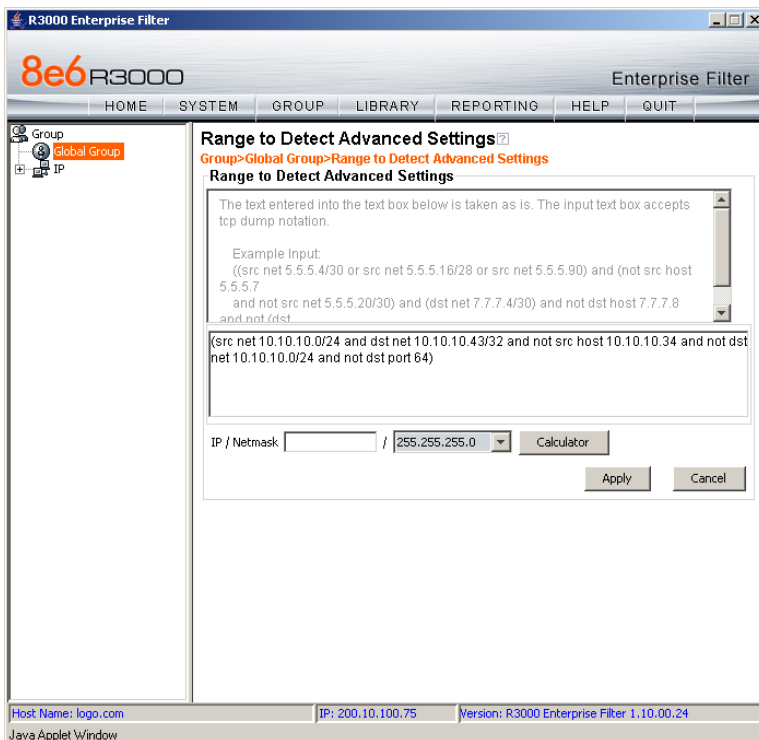 R3000 Enterprise Filter
8e6 R3000
Enterprise Filter
HOME SYSTEM GROUP LIBRARY REPORTING HELP QUIT
Group
Global Group
IP
Range to Detect Advanced Settings?
Group>Global Group>Range to Detect Advanced Settings
Range to Detect Advanced Settings
The text entered into the text box below is taken as is. The input text box accepts
tcp dump notation.
Example Input:
((src net 5.5.5.4/30 or src net 5.5.5.16/28 or src net 5.5.5.90) and (not src host
5.5.5.7
and not src net 5.5.5.20/30) and (dst net 7.7.7.4/30) and not dst host 7.7.7.8
and not (dst
(src net 10.10.10.0/24 and dst net 10.10.10.43/32 and not src host 10.10.10.34 and not dst
net 10.10.10.0/24 and not dst port 64)
IP / Netmask / 255.255.255.0 Calculator
Apply Cancel
Host Name: logo.com IP: 200.10.100.75 Version: R3000 Enterprise Filter 1.10.00.24
Java Applet Window